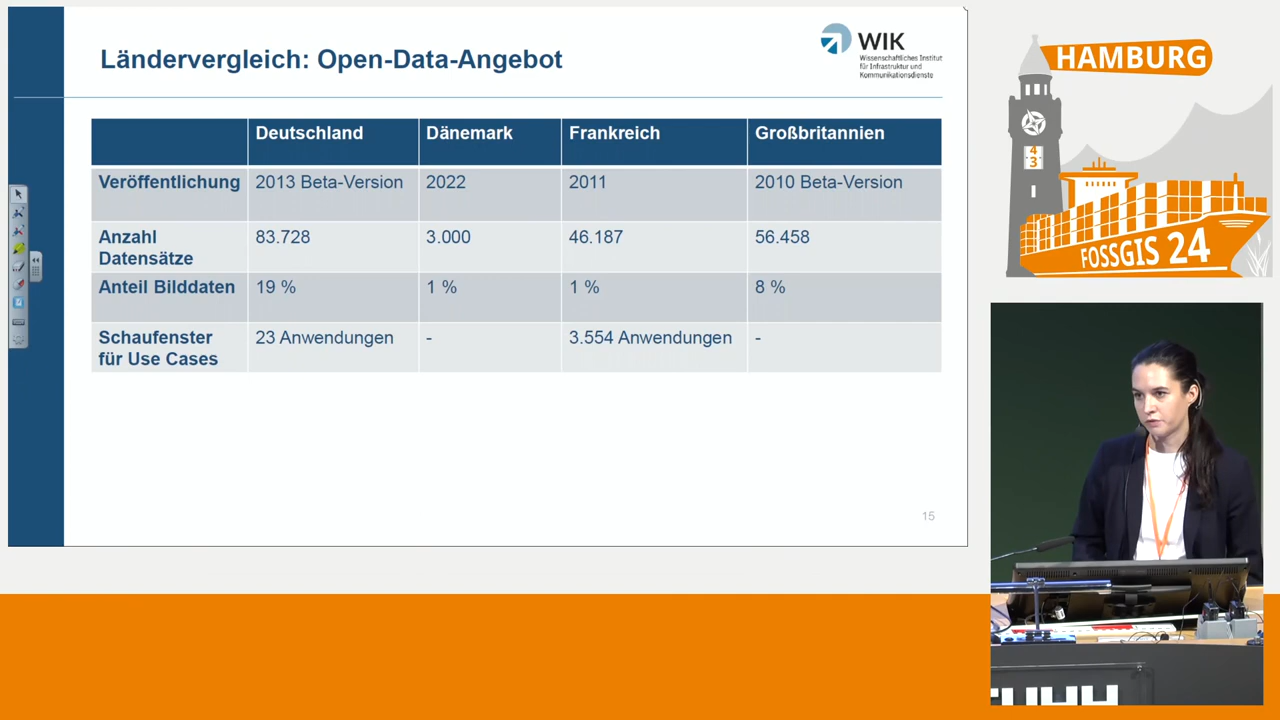 Ländervergleich: Open-Data-Angebot
WIK
Wissenschaftliches Institut
für Infrastruktur und
Kommunikationsdienste
Deutschland Dänemark Frankreich Großbritannien
Veröffentlichung 2013 Beta-Version 2022 2011 2010 Beta-Version
Anzahl Datensätze 83.728 3.000 46.187 56.458
Anteil Bilddaten 19 % 1 % 1 % 8 %
Schaufenster für Use Cases 23 Anwendungen - 3.554 Anwendungen -
15
HAMBURG
4
3
FOSSGIS 24